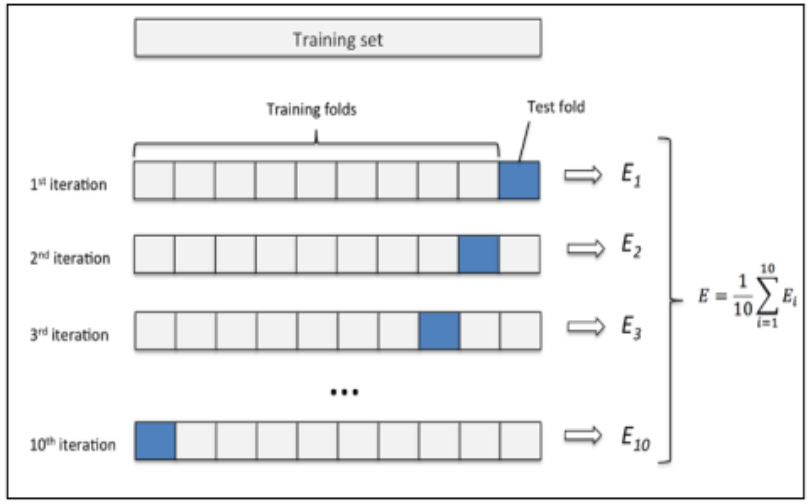 Training set
Training folds
Test fold
1st iteration
E1
2nd iteration
E2
3rd iteration
E3
...
10th iteration
E10
E = 1/10 ∑ i=1 10 Ei